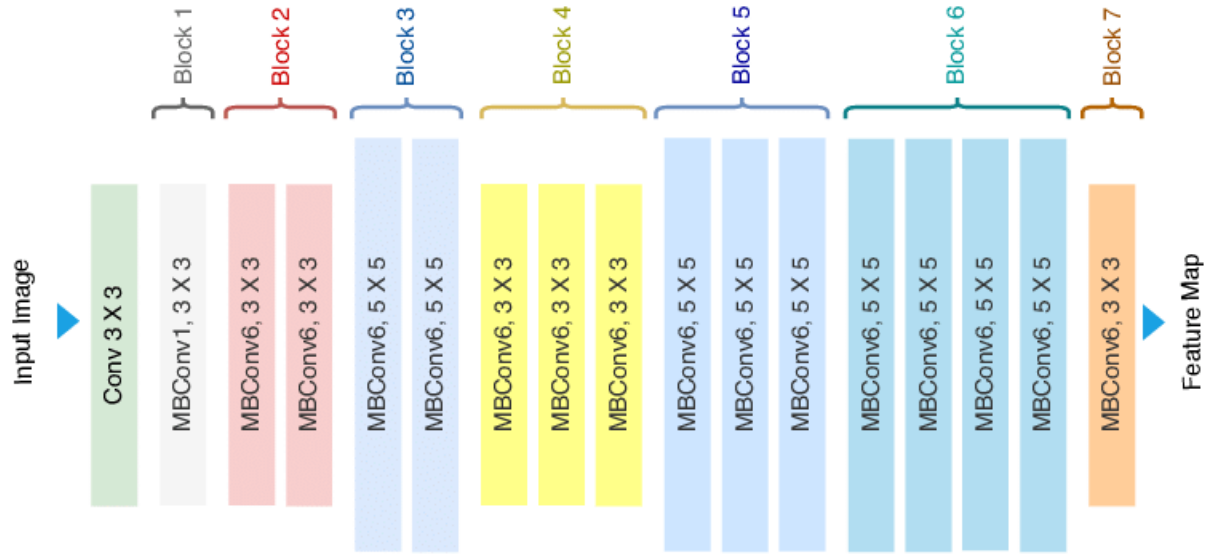 Input Image
Conv 3 X 3
Block 1
MBConv1, 3 X 3
Block 2
MBConv6, 3 X 3
MBConv6, 3 X 3
Block 3
MBConv6, 5 X 5
MBConv6, 5 X 5
Block 4
MBConv6, 3 X 3
MBConv6, 3 X 3
MBConv6, 3 X 3
Block 5
MBConv6, 5 X 5
MBConv6, 5 X 5
MBConv6, 5 X 5
Block 6
MBConv6, 5 X 5
MBConv6, 5 X 5
MBConv6, 5 X 5
MBConv6, 5 X 5
Block 7
MBConv6, 3 X 3
Feature Map